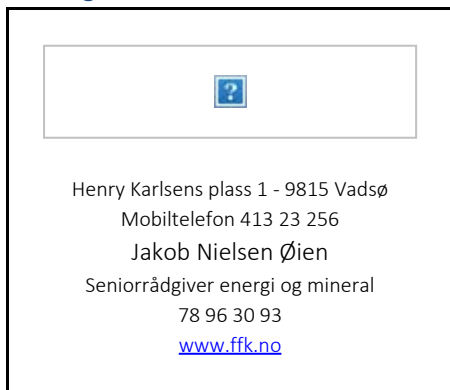 Henry Karlsens plass 1 - 9815 Vadsø
Mobiltelefon 413 23 256
Jakob Nielsen Øien
Seniorrådgiver energi og mineral
78 96 30 93
www.ffk.no